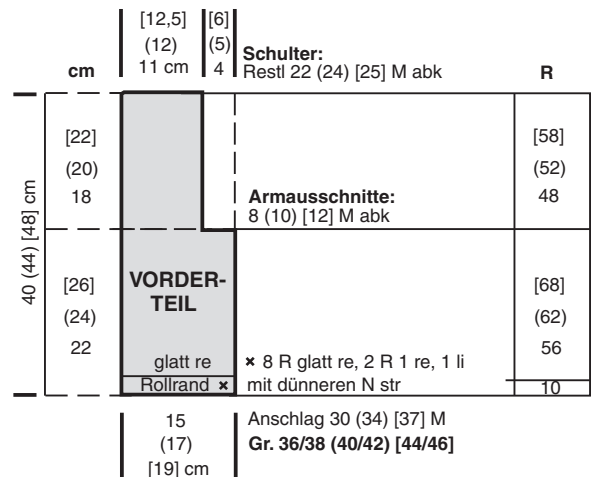 [12,5] [6]
(12) (5)
11 cm 4
Schulter:
Restl 22 (24) [25] M abk
cm R
[22] [58]
(20) (52)
18 48
Armausschnitte:
8 (10) [12] M abk
40 (44) [48] cm
VORDER-
TEIL
[26] [68]
(24) (62)
22 56
glatt re × 8 R glatt re, 2 R 1 re, 1 li
Rollrand × mit dünneren N str 10
15 Anschlag 30 (34) [37] M
(17) Gr. 36/38 (40/42) [44/46]
[19] cm